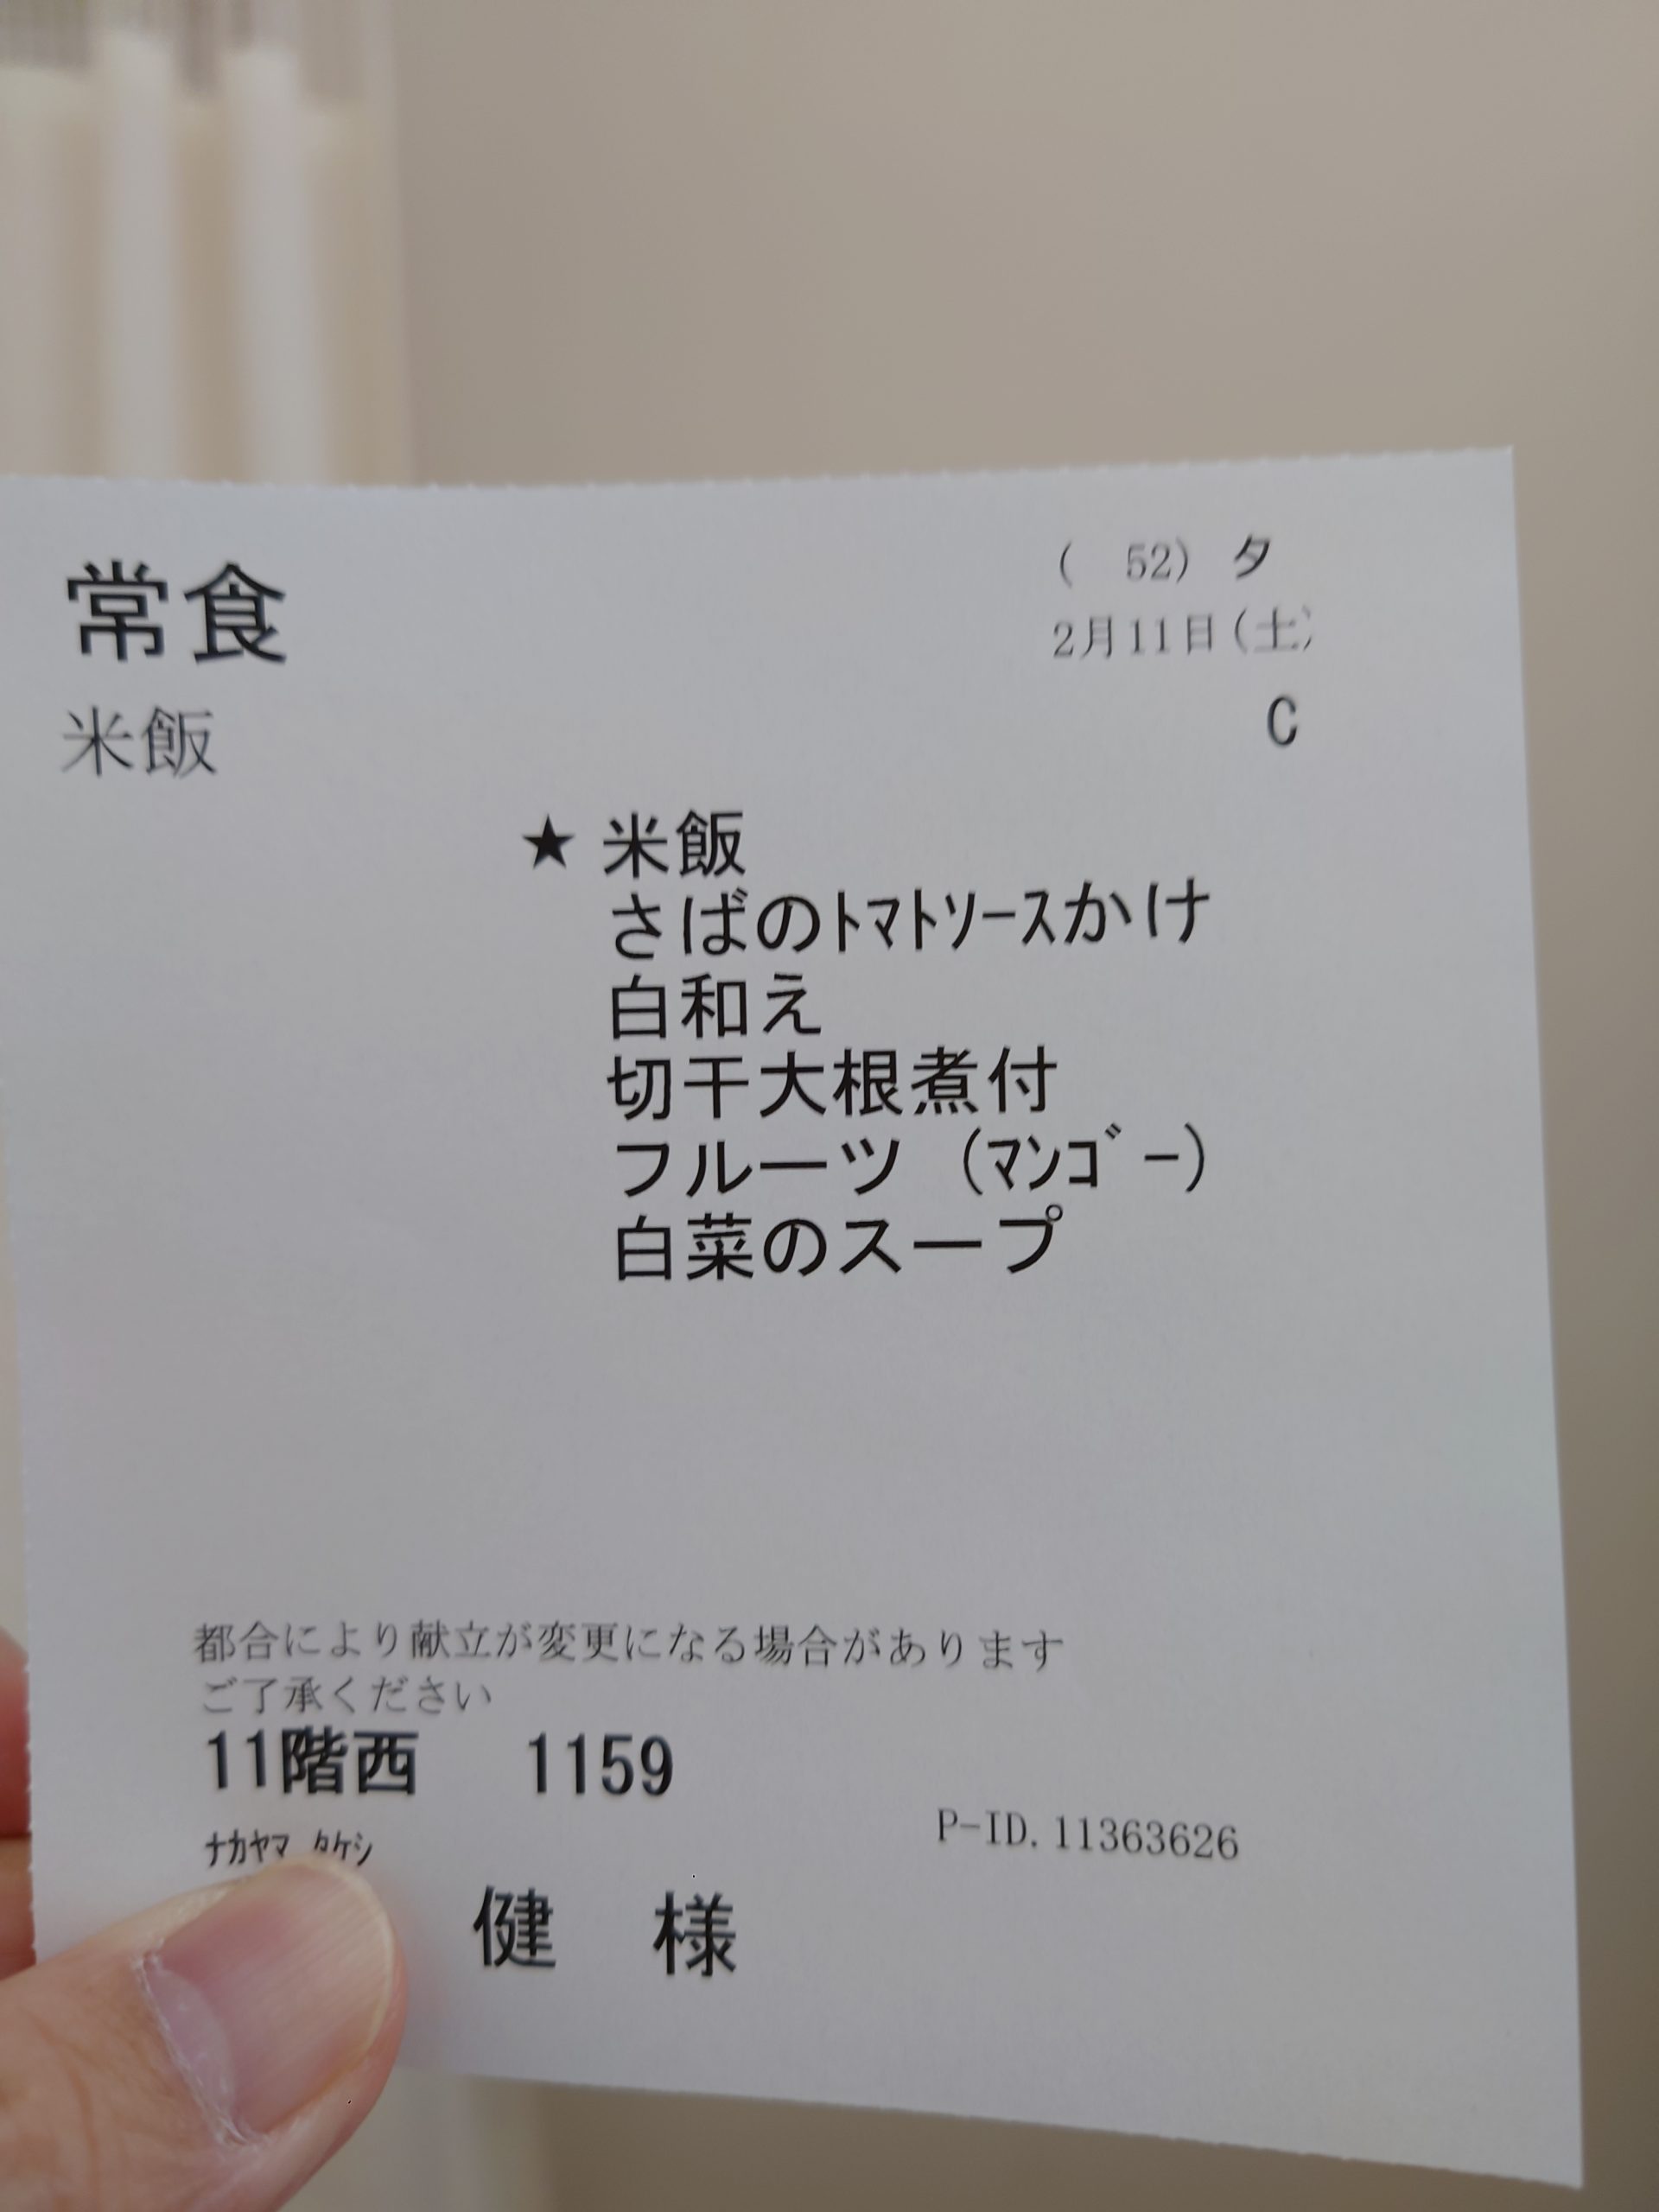 常食
( 52) 夕
2月11日(土)
米飯
C
★ 米飯
さばのﾄﾏﾄｿｰｽかけ
白和え
切干大根煮付
フルーツ (ﾏﾝｺﾞｰ)
白菜のスープ
都合により献立が変更になる場合があります
ご了承ください
11階西 1159
ﾅｶﾔﾏ ﾀｹｼ
P-ID. 11363626
健 様